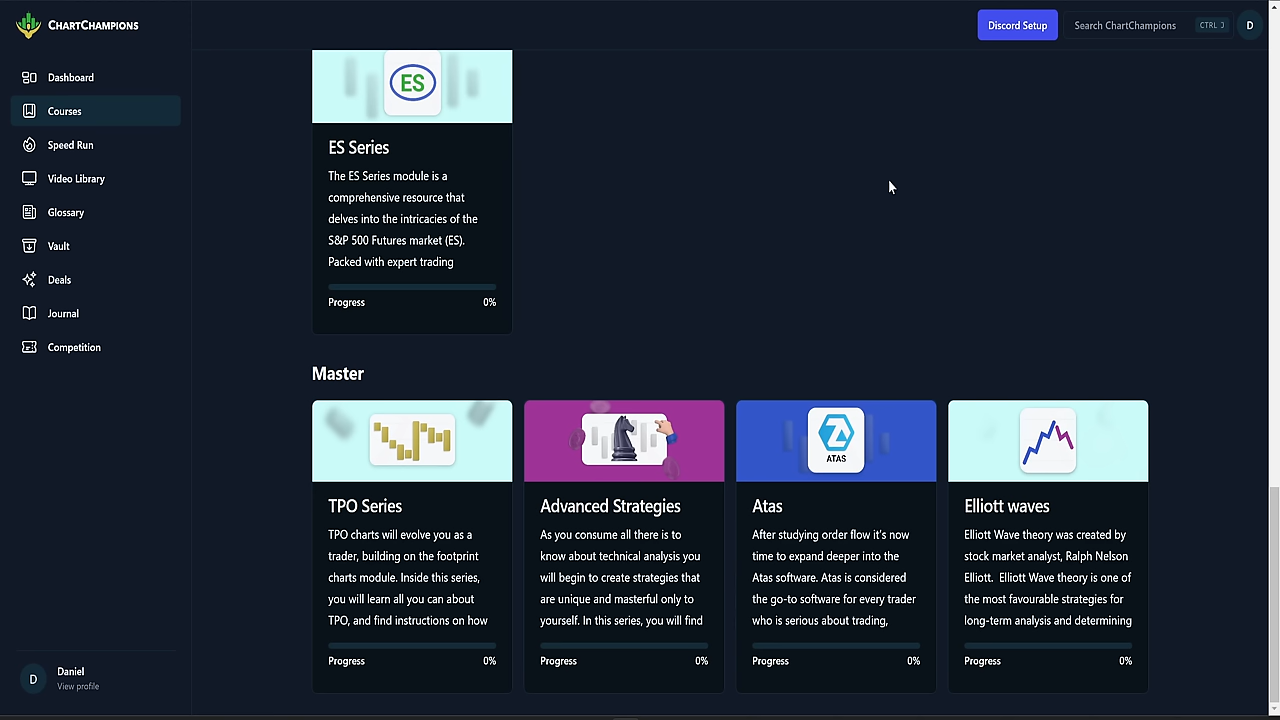 ChartChampions
Discord Setup
Search ChartChampions
CTRL J
D
Dashboard
Courses
Speed Run
Video Library
Glossary
Vault
Deals
Journal
Competition
ES
ES Series
The ES Series module is a
comprehensive resource that
delves into the intricacies of the
S&P 500 Futures market (ES).
Packed with expert trading
Progress 0%
Master
TPO Series
TPO charts will evolve you as a
trader, building on the footprint
charts module. Inside this series,
you will learn all you can about
TPO, and find instructions on how
Progress 0%
Advanced Strategies
As you consume all there is to
know about technical analysis you
will begin to create strategies that
are unique and masterful only to
yourself. In this series, you will find
Progress 0%
ATAS
Atas
After studying order flow it's now
time to expand deeper into the
Atas software. Atas is considered
the go-to software for every trader
who is serious about trading,
Progress 0%
Elliott waves
Elliott Wave theory was created by
stock market analyst, Ralph Nelson
Elliott. Elliott Wave theory is one of
the most favourable strategies for
long-term analysis and determining
Progress 0%
D
Daniel
View profile